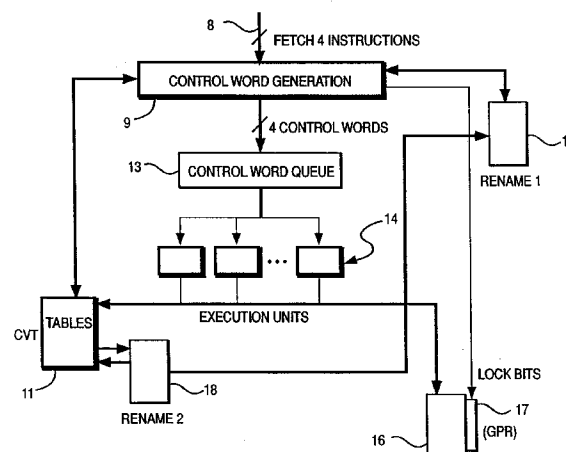 8
FETCH 4 INSTRUCTIONS
CONTROL WORD GENERATION
9
4 CONTROL WORDS
13
CONTROL WORD QUEUE
RENAME 1
14
EXECUTION UNITS
CVT
TABLES
11
18
RENAME 2
LOCK BITS
17
16
(GPR)